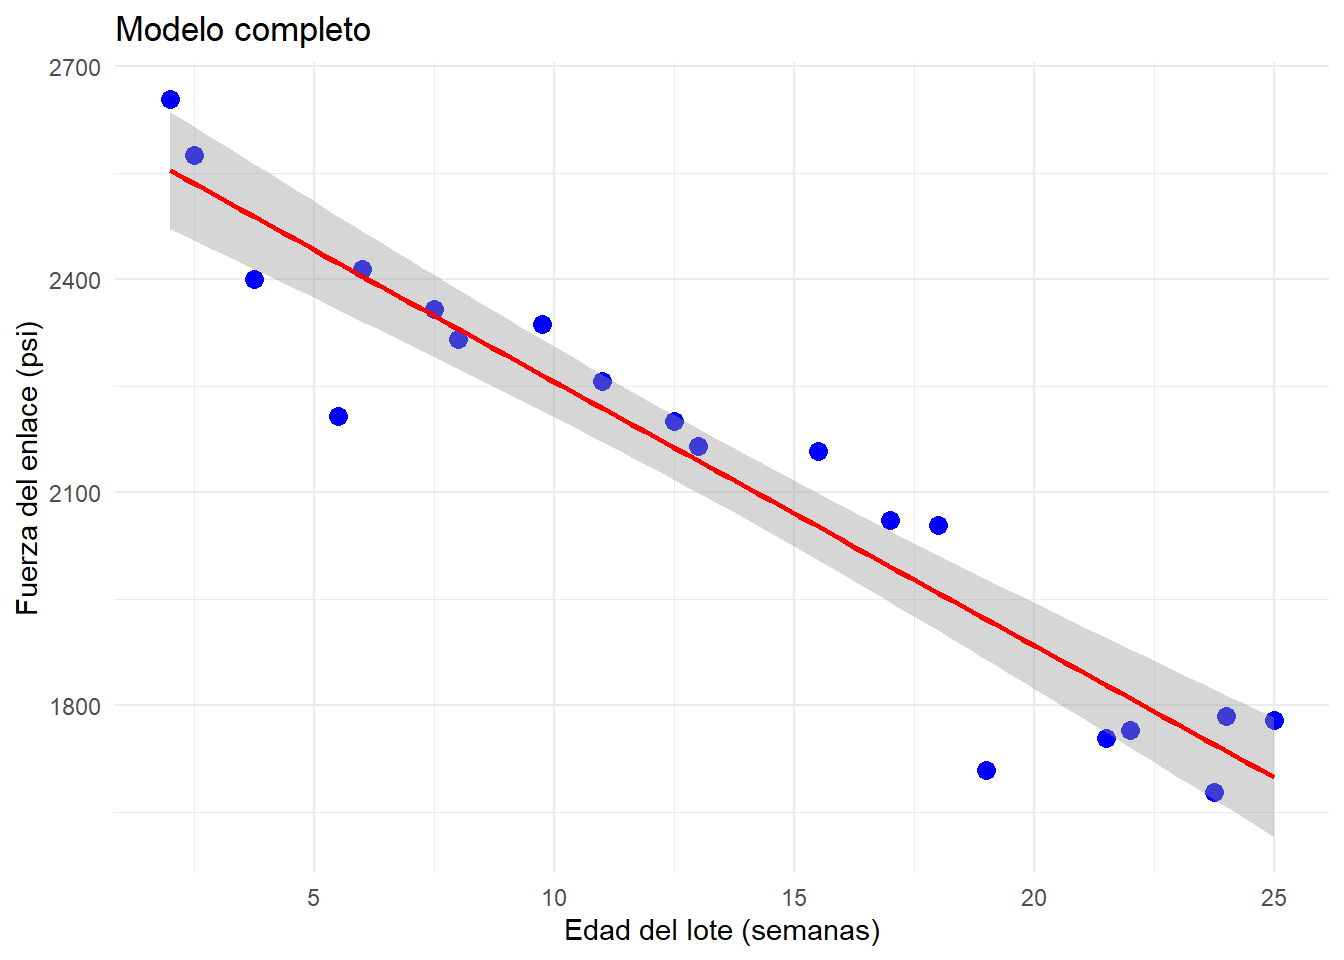 Modelo completo
2700
2400
2100
1800
Fuerza del enlace (psi)
5 10 15 20 25
Edad del lote (semanas)